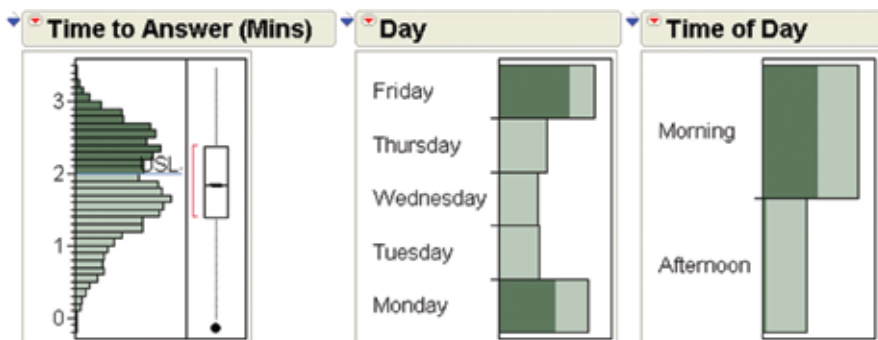 Time to Answer (Mins)
3
2
USL
1
0
Day
Friday
Thursday
Wednesday
Tuesday
Monday
Time of Day
Morning
Afternoon